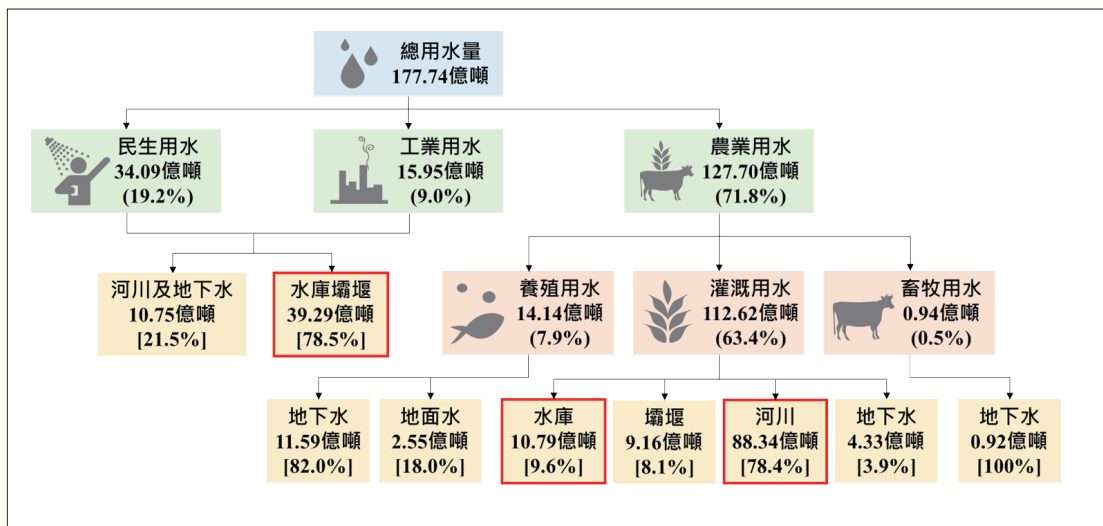 總用水量
177.74億噸
民生用水
34.09億噸
(19.2%)
工業用水
15.95億噸
(9.0%)
農業用水
127.70億噸
(71.8%)
河川及地下水
10.75億噸
[21.5%]
水庫壩堰
39.29億噸
[78.5%]
養殖用水
14.14億噸
(7.9%)
灌溉用水
112.62億噸
(63.4%)
畜牧用水
0.94億噸
(0.5%)
地下水
11.59億噸
[82.0%]
地面水
2.55億噸
[18.0%]
水庫
10.79億噸
[9.6%]
壩堰
9.16億噸
[8.1%]
河川
88.34億噸
[78.4%]
地下水
4.33億噸
[3.9%]
地下水
0.92億噸
[100%]